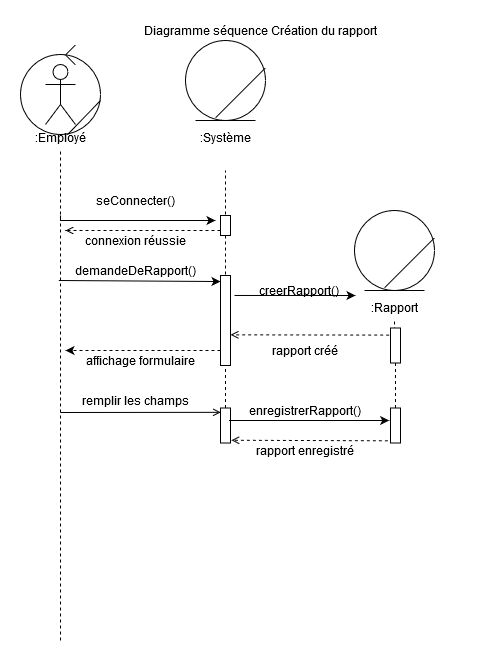 Diagramme séquence Création du rapport
:Employé
:Système
seConnecter()
connexion réussie
demandeDeRapport()
creerRapport()
:Rapport
rapport créé
affichage formulaire
remplir les champs
enregistrerRapport()
rapport enregistré